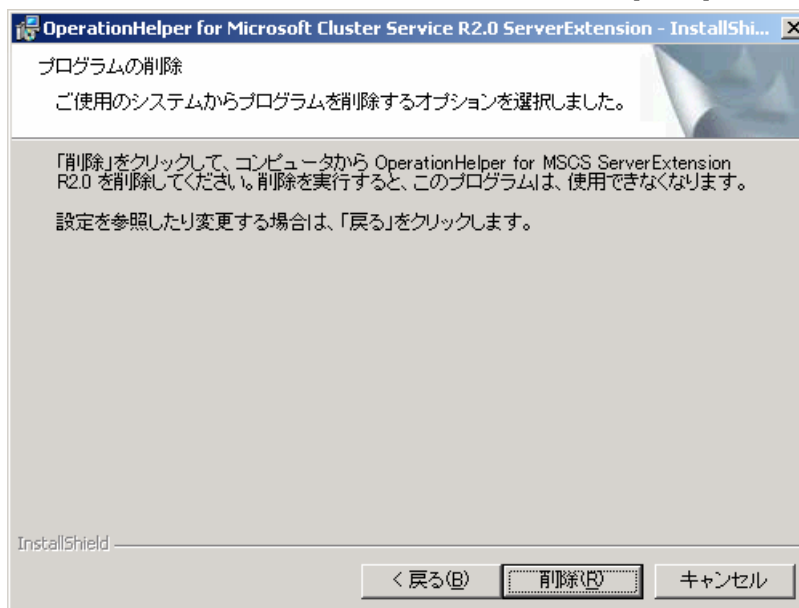 OperationHelper for Microsoft Cluster Service R2.0 ServerExtension - InstallShi...
プログラムの削除
ご使用のシステムからプログラムを削除するオプションを選択しました。
「削除」をクリックして、コンピュータから OperationHelper for MSCS ServerExtension
R2.0 を削除してください。削除を実行すると、このプログラムは、使用できなくなります。
設定を参照したり変更する場合は、「戻る」をクリックします。
InstallShield
< 戻る(B) 削除(R) キャンセル